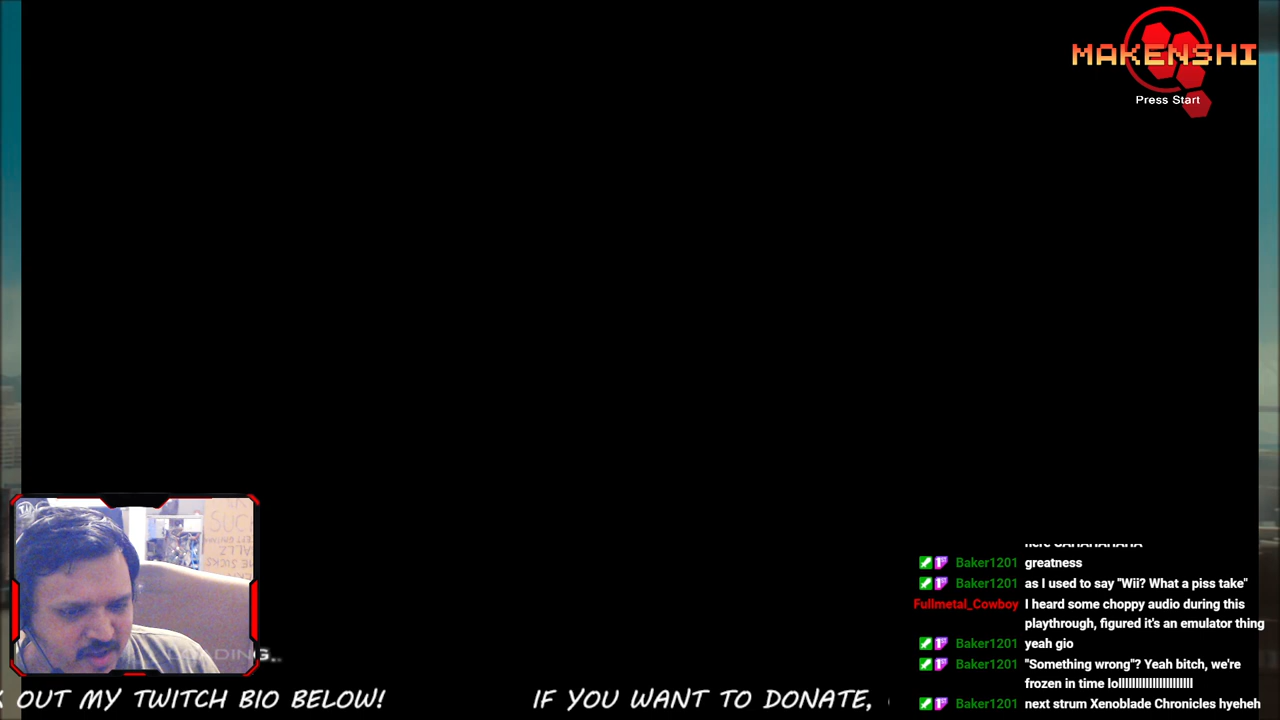 MAKENSHI
Press Start
Baker1201 greatness
Baker1201 as I used to say "Wii? What a piss take"
Fullmetal_Cowboy I heard some choppy audio during this
playthrough, figured it's an emulator thing
Baker1201 yeah gio
Baker1201 "Something wrong"? Yeah bitch, we're
frozen in time lolllllllllllllllllllllll
Baker1201 next strum Xenoblade Chronicles hyeheh
LOADING..
OUT MY TWITCH BIO BELOW! IF YOU WANT TO DONATE,